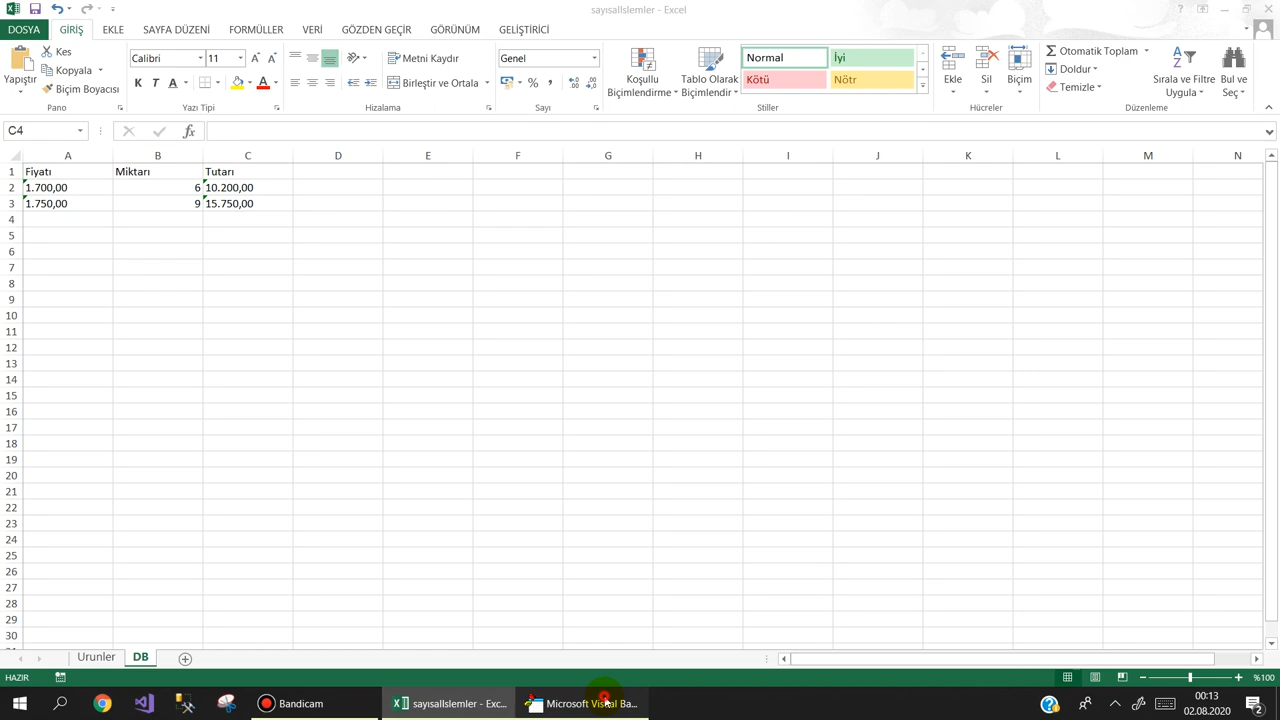 sayısalIslemler - Excel
DOSYA GİRİŞ EKLE SAYFA DÜZENİ FORMÜLLER VERİ GÖZDEN GEÇİR GÖRÜNÜM GELİŞTİRİCİ
Yapıştır
Kes
Kopyala
Biçim Boyacısı
Pano
Calibri 11
K T A
Yazı Tipi
Metni Kaydır
Birleştir ve Ortala
Hizalama
Genel
Sayı
Koşullu Biçimlendirme
Tablo Olarak Biçimlendir
Normal İyi
Kötü Nötr
Stiller
Ekle Sil Biçim
Hücreler
Otomatik Toplam
Doldur
Temizle
Sırala ve Filtre Uygula
Bul ve Seç
Düzenleme
C4 fx
A B C D E F G H I J K L M N
1 Fiyatı Miktarı Tutarı
2 1.700,00 6 10.200,00
3 1.750,00 9 15.750,00
4
5
6
7
8
9
10
11
12
13
14
15
16
17
18
19
20
21
22
23
24
25
26
27
28
29
30
Urunler DB
HAZIR %100
Bandicam sayısalIslemler - Exc... Microsoft Visual Ba...
00:13
02.08.2020
2